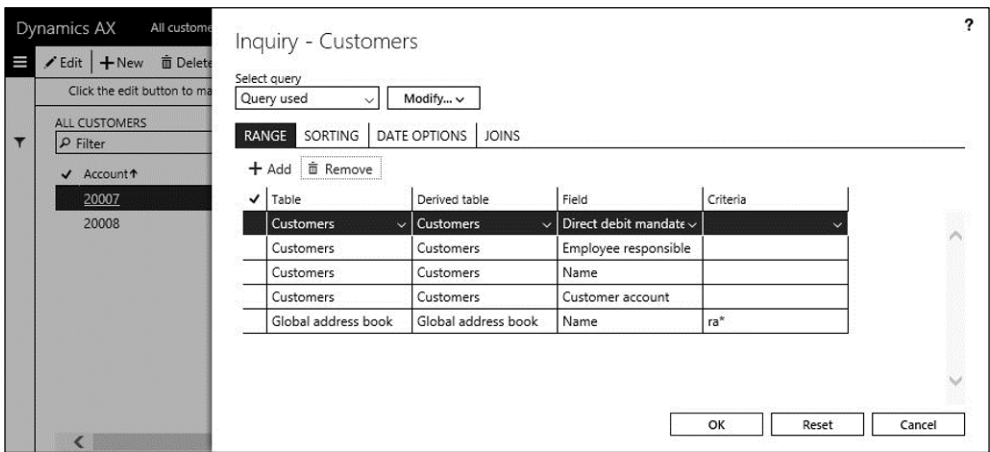 Dynamics AX All custome
?
Inquiry - Customers
Edit + New Delete
Click the edit button to ma
ALL CUSTOMERS
Filter
✓ Account↑
20007
20008
Select query
Query used Modify...
RANGE SORTING DATE OPTIONS JOINS
+ Add Remove
✓ Table Derived table Field Criteria
Customers Customers Direct debit mandate
Customers Customers Employee responsible
Customers Customers Name
Customers Customers Customer account
Global address book Global address book Name ra*
OK Reset Cancel